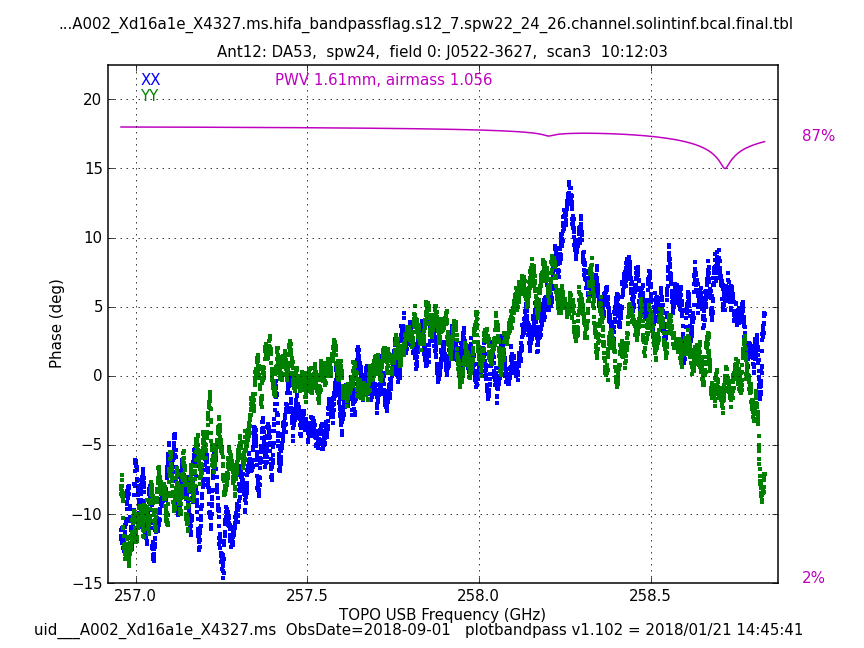 ...A002_Xd16a1e_X4327.ms.hifa_bandpassflag.s12_7.spw22_24_26.channel.solintinf.bcal.final.tbl
Ant12: DA53, spw24, field 0: J0522-3627, scan3 10:12:03
XX
YY
PWV 1.61mm, airmass 1.056
20
15
10
5
0
−5
−10
−15
Phase (deg)
87%
2%
257.0
257.5
258.0
258.5
TOPO USB Frequency (GHz)
uid___A002_Xd16a1e_X4327.ms ObsDate=2018-09-01 plotbandpass v1.102 = 2018/01/21 14:45:41